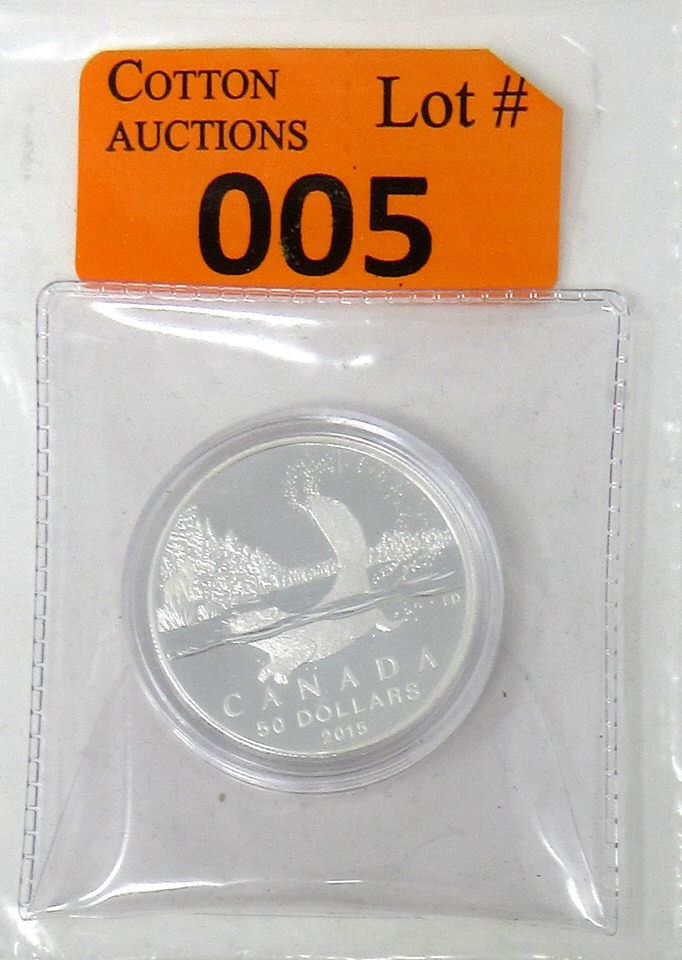 COTTON
AUCTIONS
Lot #
005
CANADA
50 DOLLARS
2015